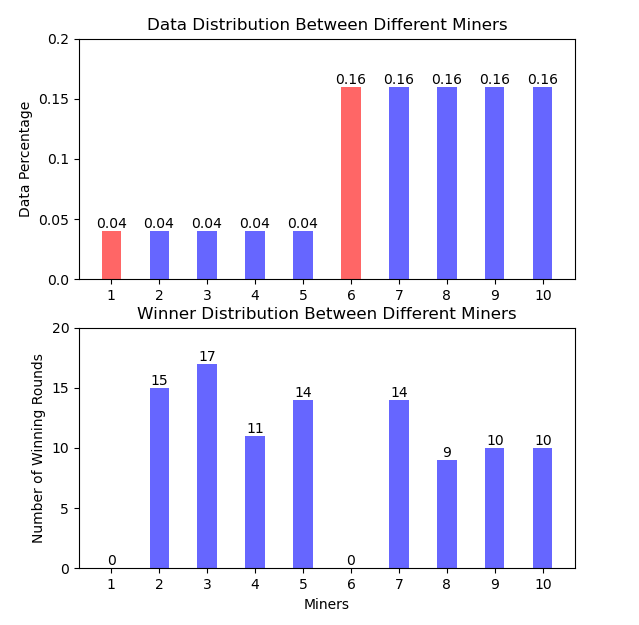 Data Distribution Between Different Miners
Data Percentage
0.2
0.15
0.1
0.05
0.0
0.04 0.04 0.04 0.04 0.04 0.16 0.16 0.16 0.16 0.16
1 2 3 4 5 6 7 8 9 10
Winner Distribution Between Different Miners
Number of Winning Rounds
20
15
10
5
0
0 15 17 11 14 0 14 9 10 10
1 2 3 4 5 6 7 8 9 10
Miners